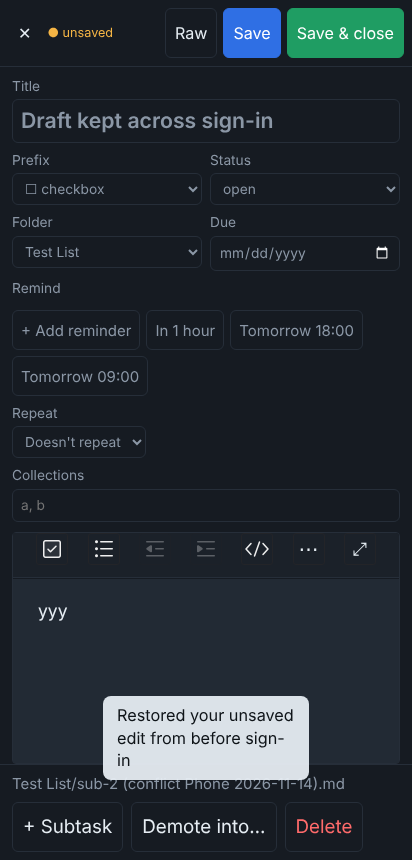 ✕ unsaved Raw Save Save & close
Title
Draft kept across sign-in
Prefix Status
☐ checkbox open
Folder Due
Test List mm/dd/yyyy
Remind
+ Add reminder In 1 hour Tomorrow 18:00
Tomorrow 09:00
Repeat
Doesn't repeat
Collections
a, b
</> ...
yyy
Restored your unsaved
edit from before sign-
in
Test List/sub-2 (conflict Phone 2026-11-14).md
+ Subtask Demote into... Delete